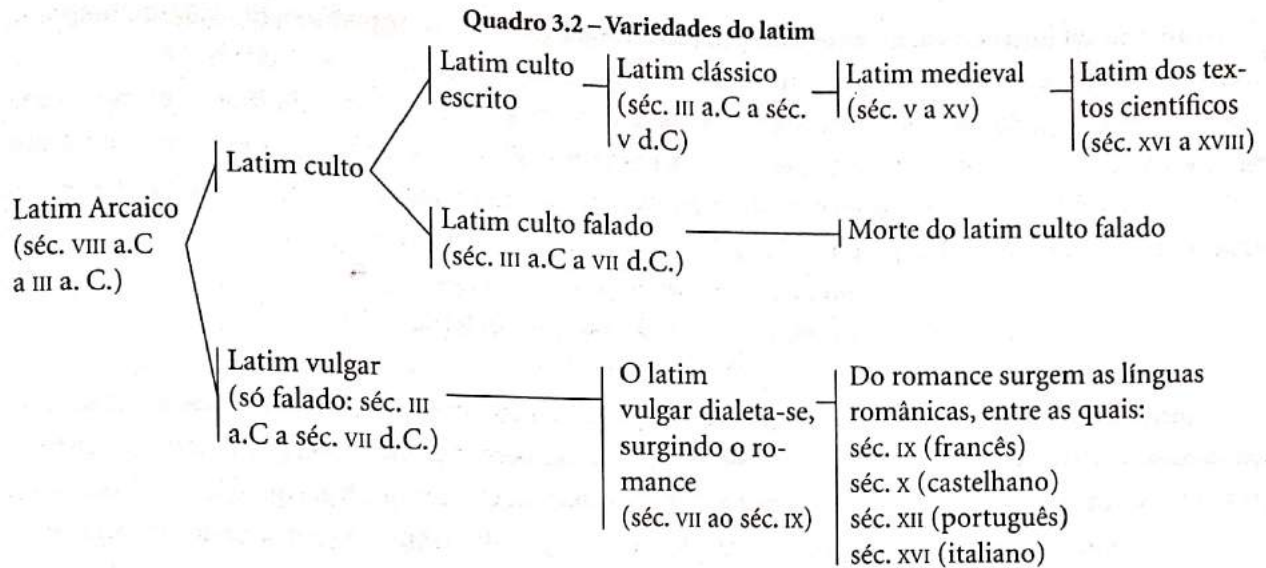 Quadro 3.2 – Variedades do latim
Latim culto
escrito
Latim clássico
(séc. III a.C a séc.
V d.C)
Latim medieval
(séc. V a XV)
Latim dos tex-
tos científicos
(séc. XVI a XVIII)
Latim culto
Latim Arcaico
(séc. VIII a.C
a III a. C.)
Latim culto falado
(séc. III a.C a VII d.C.)
Morte do latim culto falado
Latim vulgar
(só falado: séc. III
a.C a séc. VII d.C.)
O latim
vulgar dialeta-se,
surgindo o ro-
mance
(séc. VII ao séc. IX)
Do romance surgem as línguas
românicas, entre as quais:
séc. IX (francês)
séc. X (castelhano)
séc. XII (português)
séc. XVI (italiano)